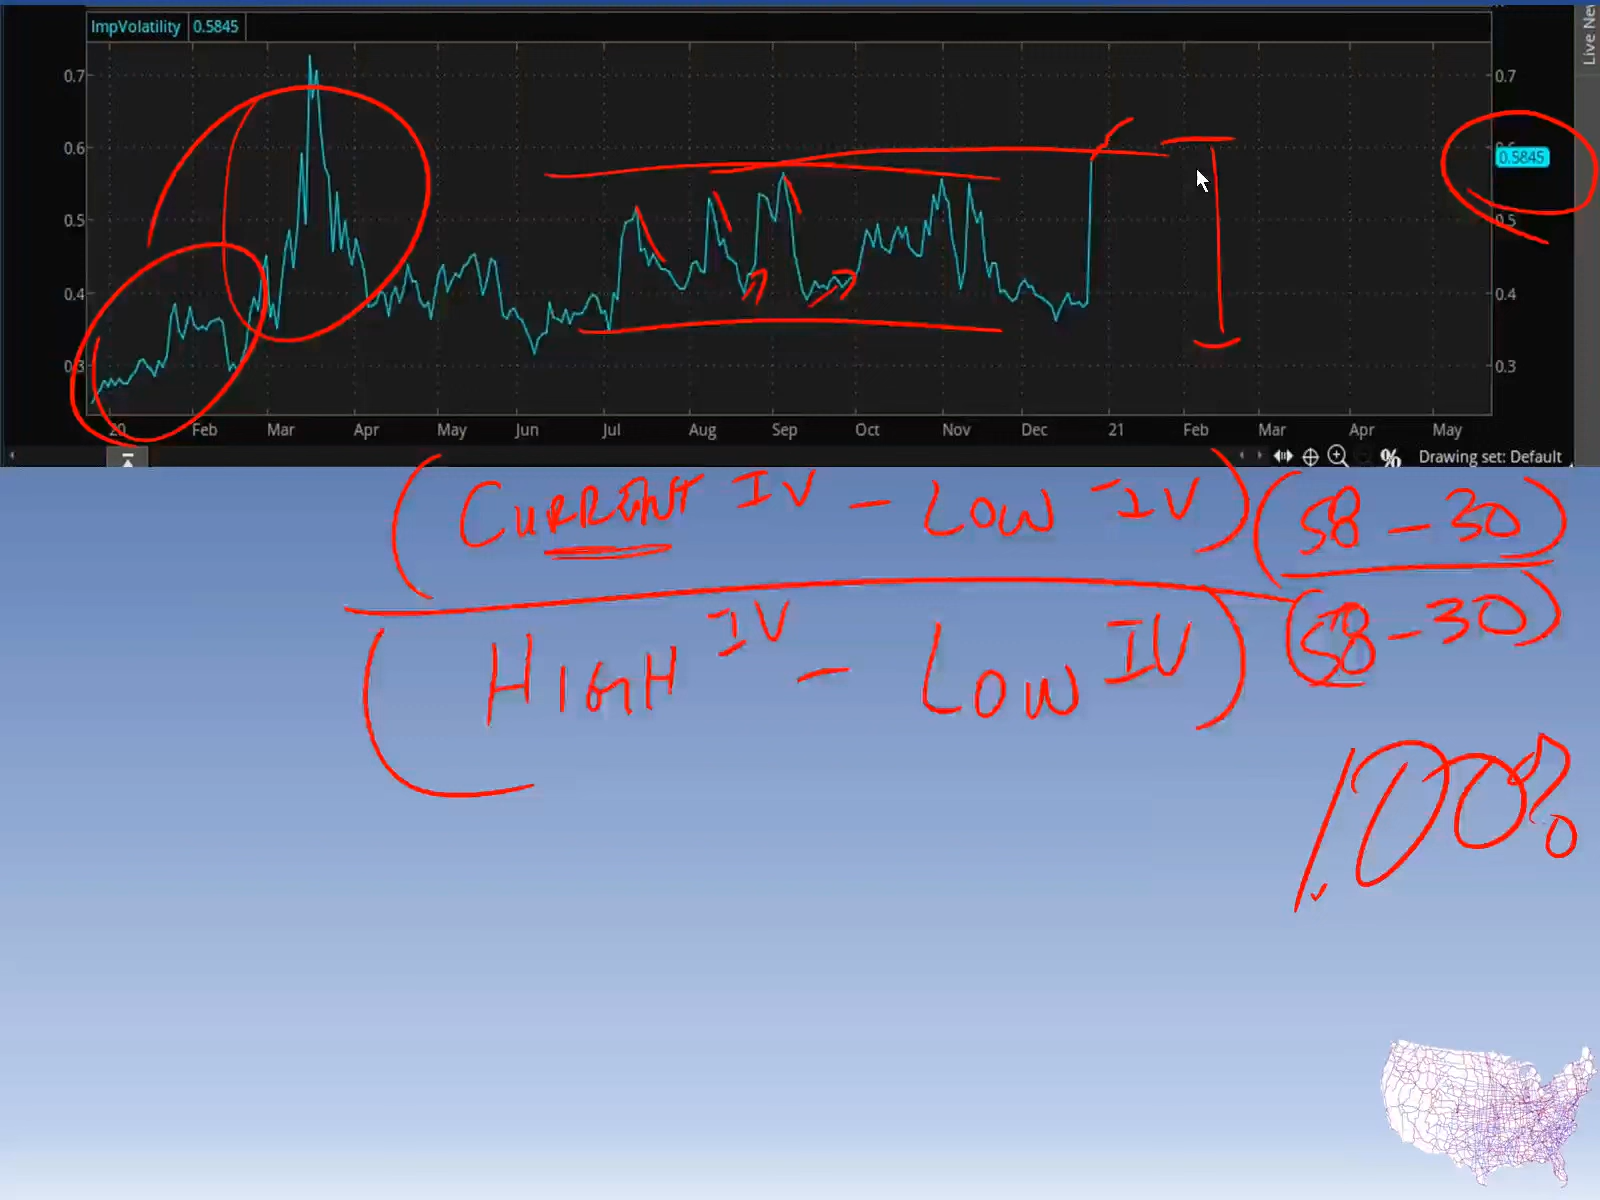 ImpVolatility 0.5845
Live Ne
0.7 0.7
0.6
0.5845
0.5 0.5
0.4 0.4
0.3 0.3
20 Feb Mar Apr May Jun Jul Aug Sep Oct Nov Dec 21 Feb Mar Apr May
% Drawing set: Default
(CURRENT IV - LOW IV) (58 - 30)
(HIGH IV - LOW IV) (58 - 30)
100%